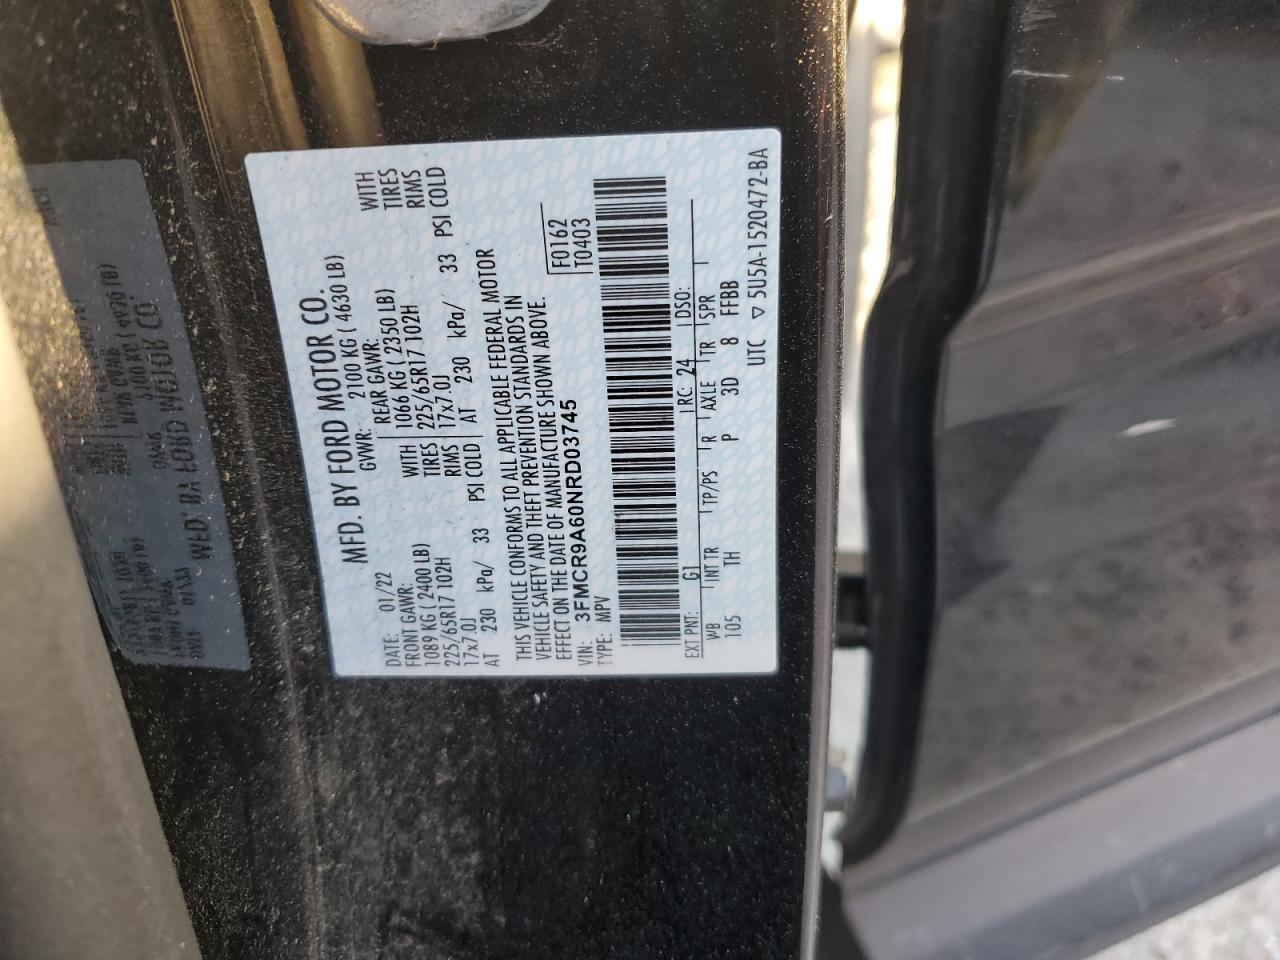 MFD. BY FORD MOTOR CO.
DATE: 01/22 GVWR: 2100 KG ( 4630 LB)
FRONT GAWR: REAR GAWR:
1089 KG ( 2400 LB) WITH 1066 KG ( 2350 LB) WITH
225/65R17 102H TIRES 225/65R17 102H TIRES
17x7.0J RIMS 17x7.0J RIMS
AT 230 kPa/ 33 PSI COLD AT 230 kPa/ 33 PSI COLD
THIS VEHICLE CONFORMS TO ALL APPLICABLE FEDERAL MOTOR
VEHICLE SAFETY AND THEFT PREVENTION STANDARDS IN
EFFECT ON THE DATE OF MANUFACTURE SHOWN ABOVE.
VIN: 3FMCR9A60NRD03745 F0162
TYPE: MPV T0403
EXT PNT: G1 RC: 24 DSO:
WB INT TR TP/PS R AXLE TR SPR
105 TH P 3D 8 FFBB
UTC ▽ 5U5A-1520472-BA